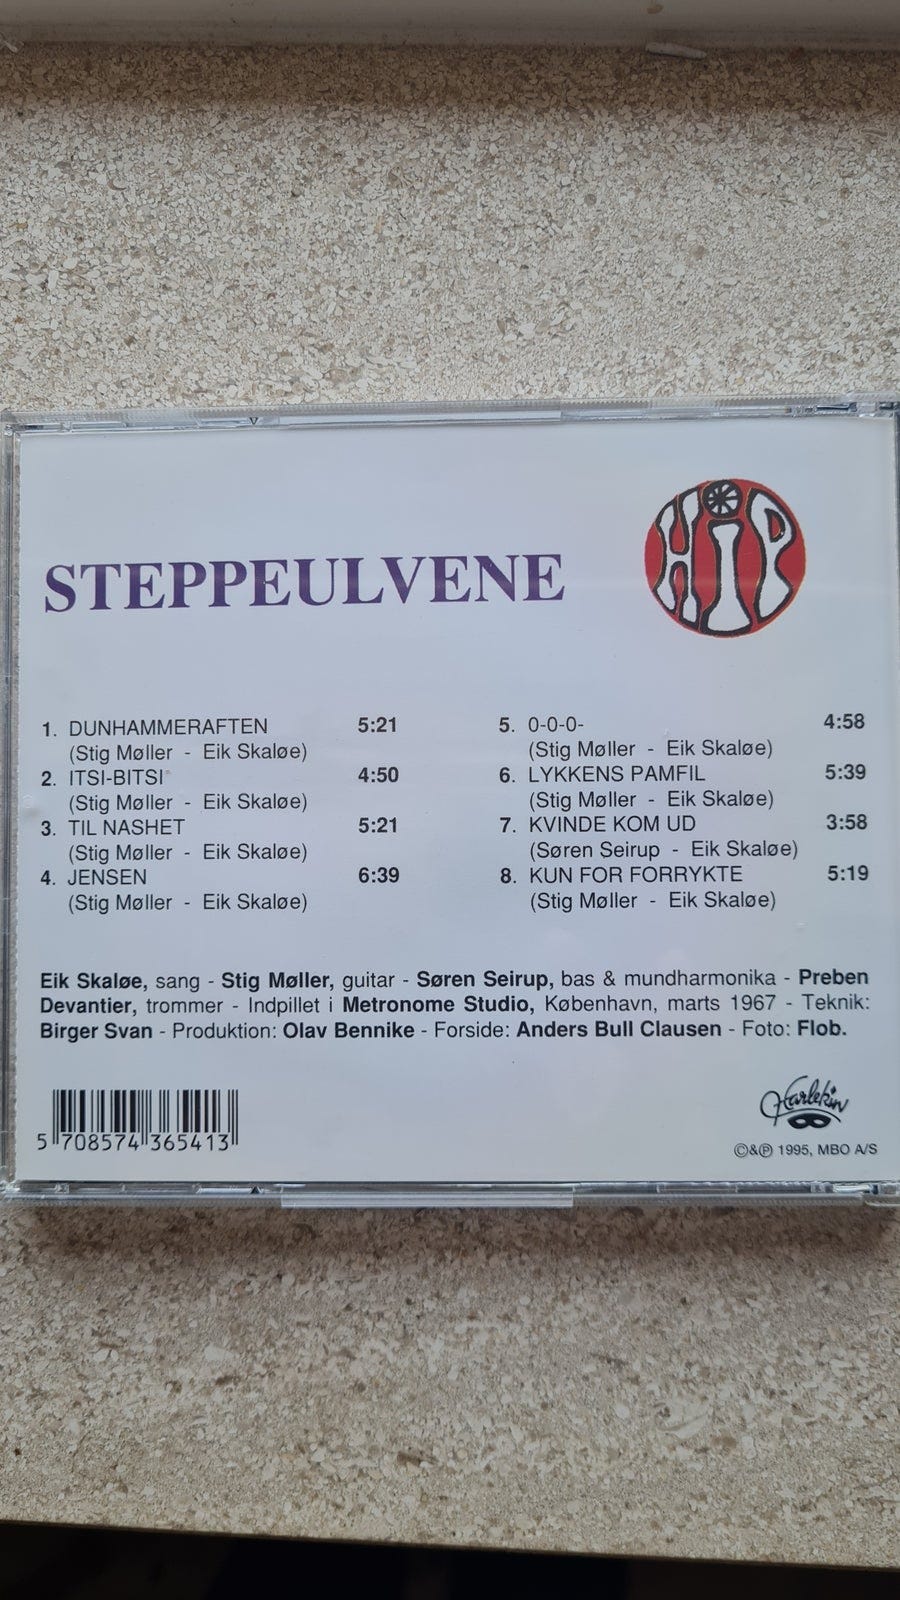 STEPPEULVENE
HIP
1. DUNHAMMERAFTEN 5:21
(Stig Møller - Eik Skaløe)
2. ITSI-BITSI 4:50
(Stig Møller - Eik Skaløe)
3. TIL NASHET 5:21
(Stig Møller - Eik Skaløe)
4. JENSEN 6:39
(Stig Møller - Eik Skaløe)
5. 0-0-0- 4:58
(Stig Møller - Eik Skaløe)
6. LYKKENS PAMFIL 5:39
(Stig Møller - Eik Skaløe)
7. KVINDE KOM UD 3:58
(Søren Seirup - Eik Skaløe)
8. KUN FOR FORRYKTE 5:19
(Stig Møller - Eik Skaløe)
Eik Skaløe, sang - Stig Møller, guitar - Søren Seirup, bas & mundharmonika - Preben
Devantier, trommer - Indpillet i Metronome Studio, København, marts 1967 - Teknik:
Birger Svan - Produktion: Olav Bennike - Forside: Anders Bull Clausen - Foto: Flob.
5 708574 365413
Harlekin
©&℗ 1995, MBO A/S